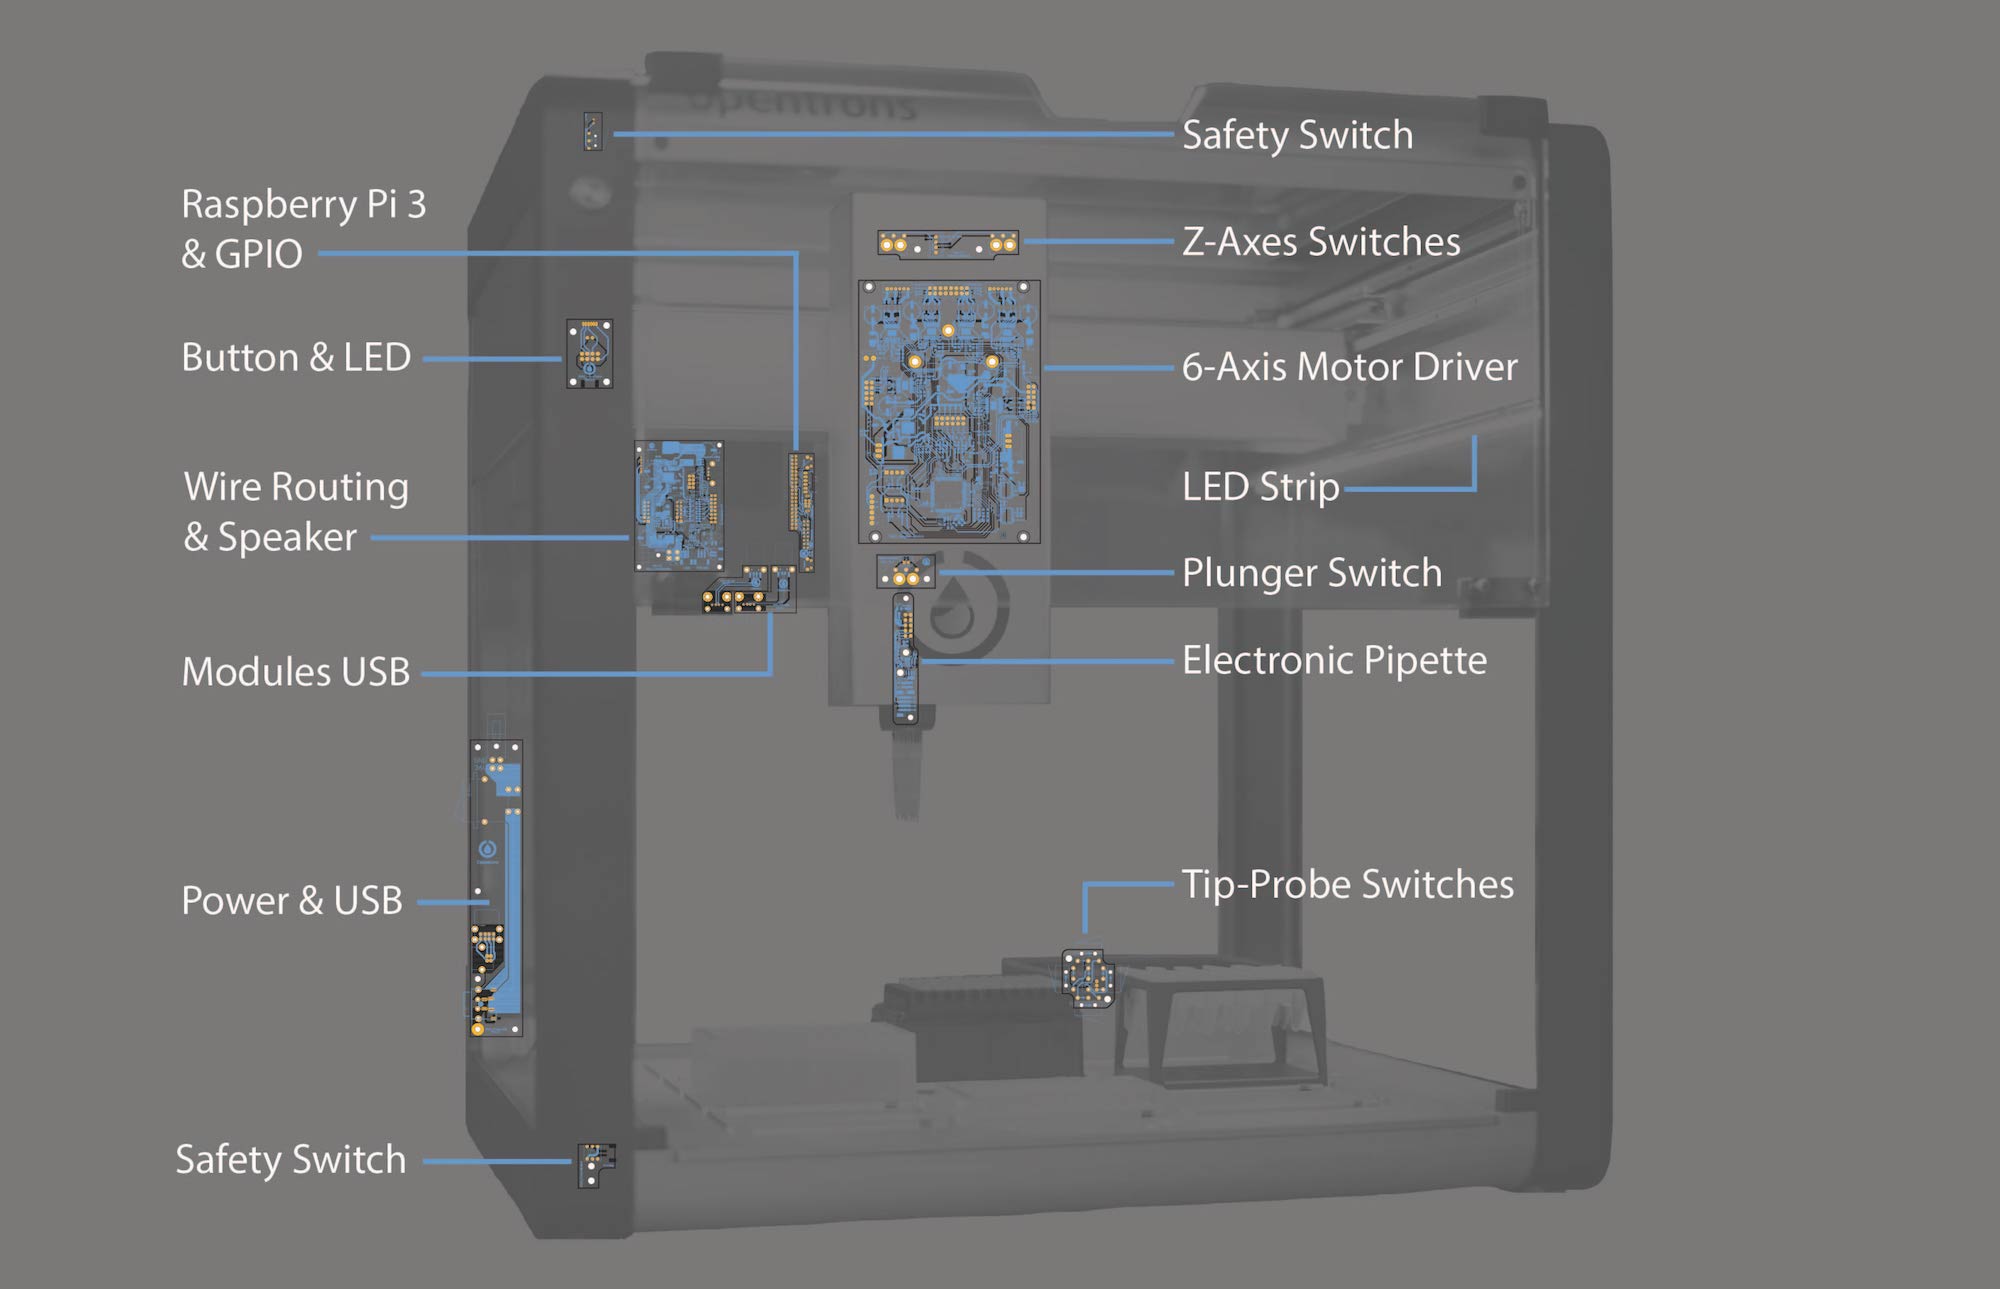 opentrons
Safety Switch
Raspberry Pi 3
& GPIO
Z-Axes Switches
Button & LED
6-Axis Motor Driver
Wire Routing
& Speaker
LED Strip
Plunger Switch
Modules USB
Electronic Pipette
Power & USB
Tip-Probe Switches
Safety Switch